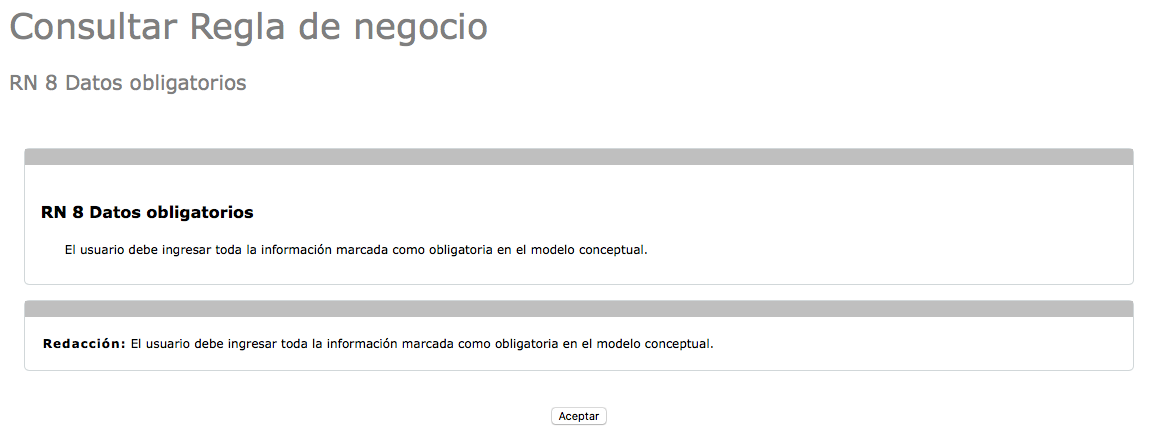 Consultar Regla de negocio
RN 8 Datos obligatorios
RN 8 Datos obligatorios
El usuario debe ingresar toda la información marcada como obligatoria en el modelo conceptual.
Redacción: El usuario debe ingresar toda la información marcada como obligatoria en el modelo conceptual.
Aceptar